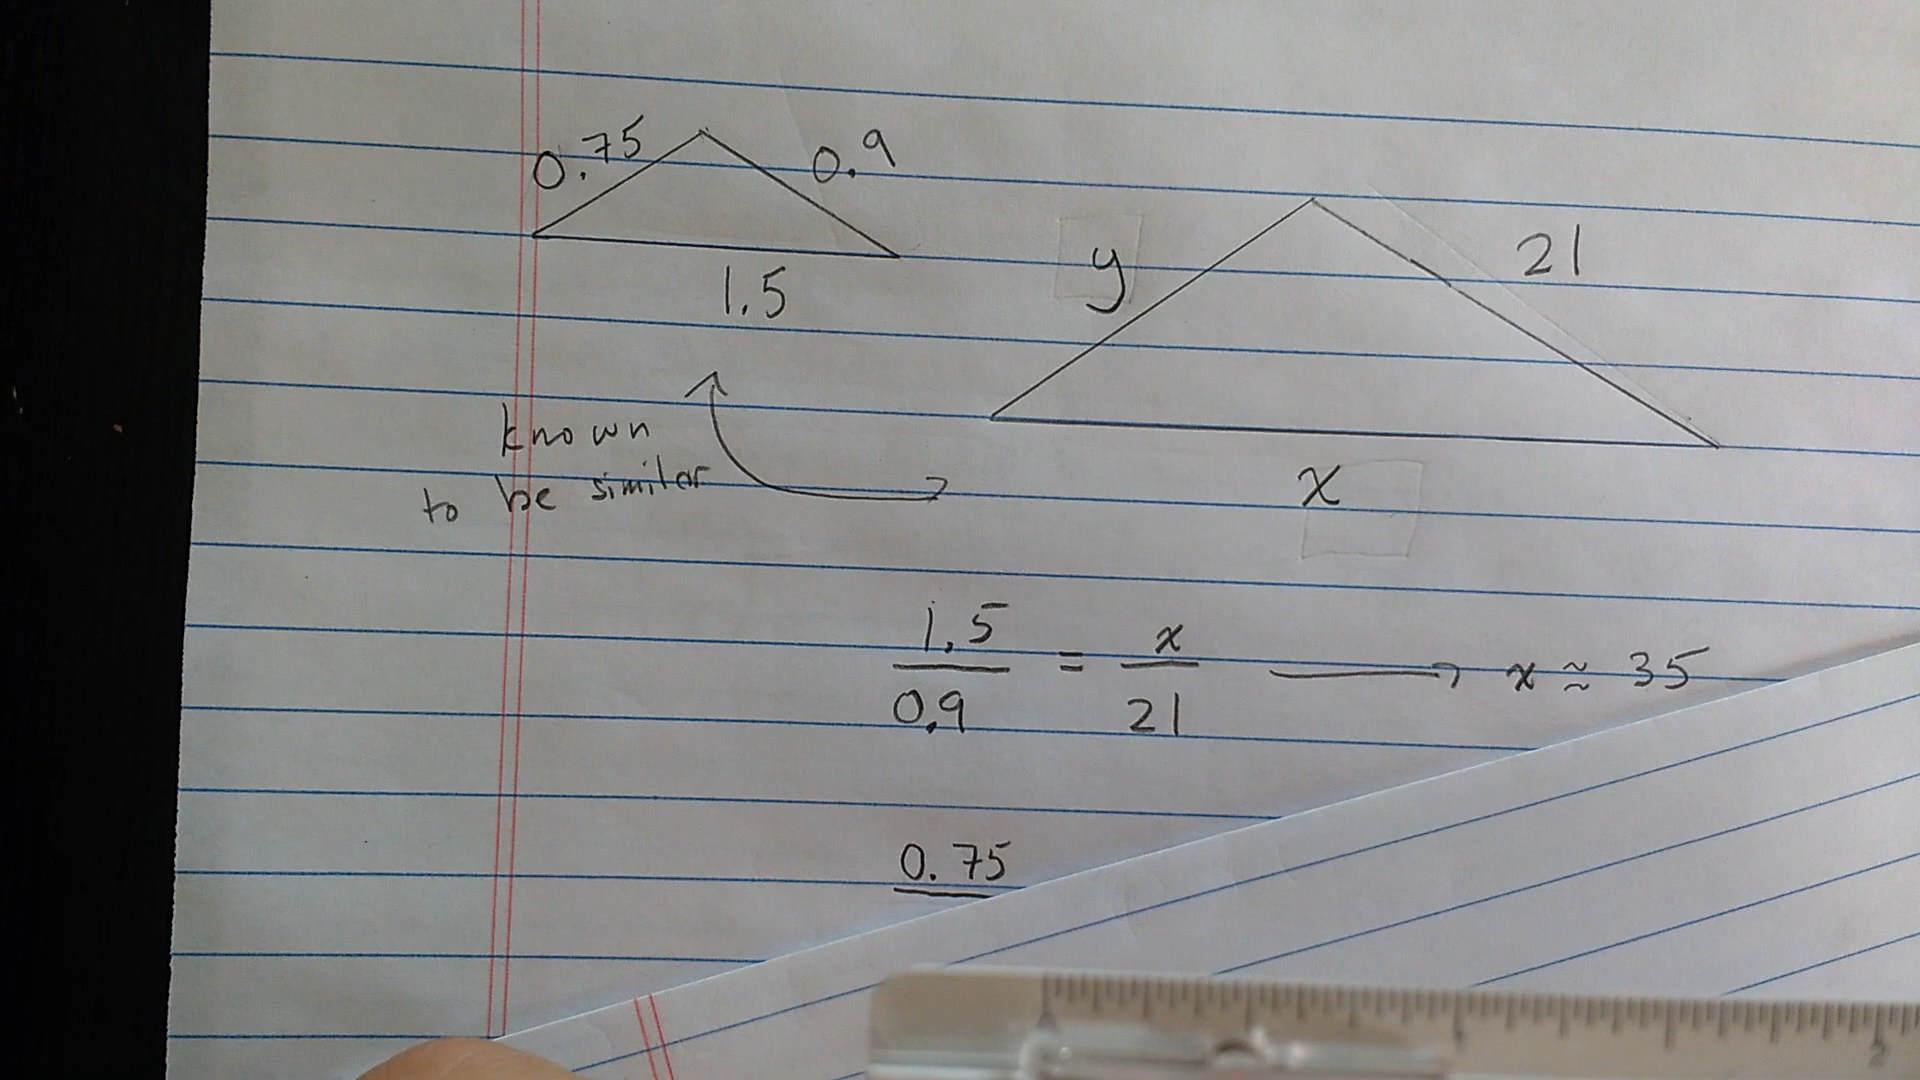 0.75
0.9
1.5
y
21
x
known
to be similar
1.5/0.9 = x/21 → x ≈ 35
0.75
2